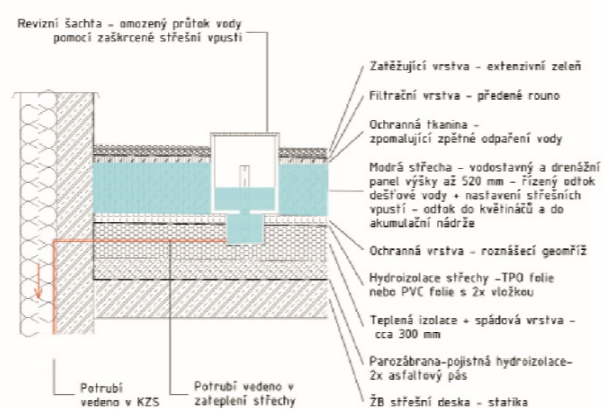 Revizní šachta - omozený průtok vody
pomocí zaškrcené střešní vpusti
Zatěžující vrstva - extenzivní zeleň
Filtrační vrstva - předené rouno
Ochranná tkanina -
zpomalující zpětné odpaření vody
Modrá střecha - vodostavný a drenážní
panel výšky až 520 mm - řízený odtok
dešťové vody + nastavení střešních
vpustí - odtok do květináčů a do
akumulační nádrže
Ochranná vrstva - roznášecí geomříž
Hydroizolace střechy -TPO folie
nebo PVC folie s 2x vložkou
Teplená izolace + spádová vrstva -
cca 300 mm
Parozábrana-pojistná hydroizolace-
2x asfaltový pás
ŽB střešní deska - statika
Potrubí
vedeno v KZS
Potrubí vedeno v
zateplení střechy